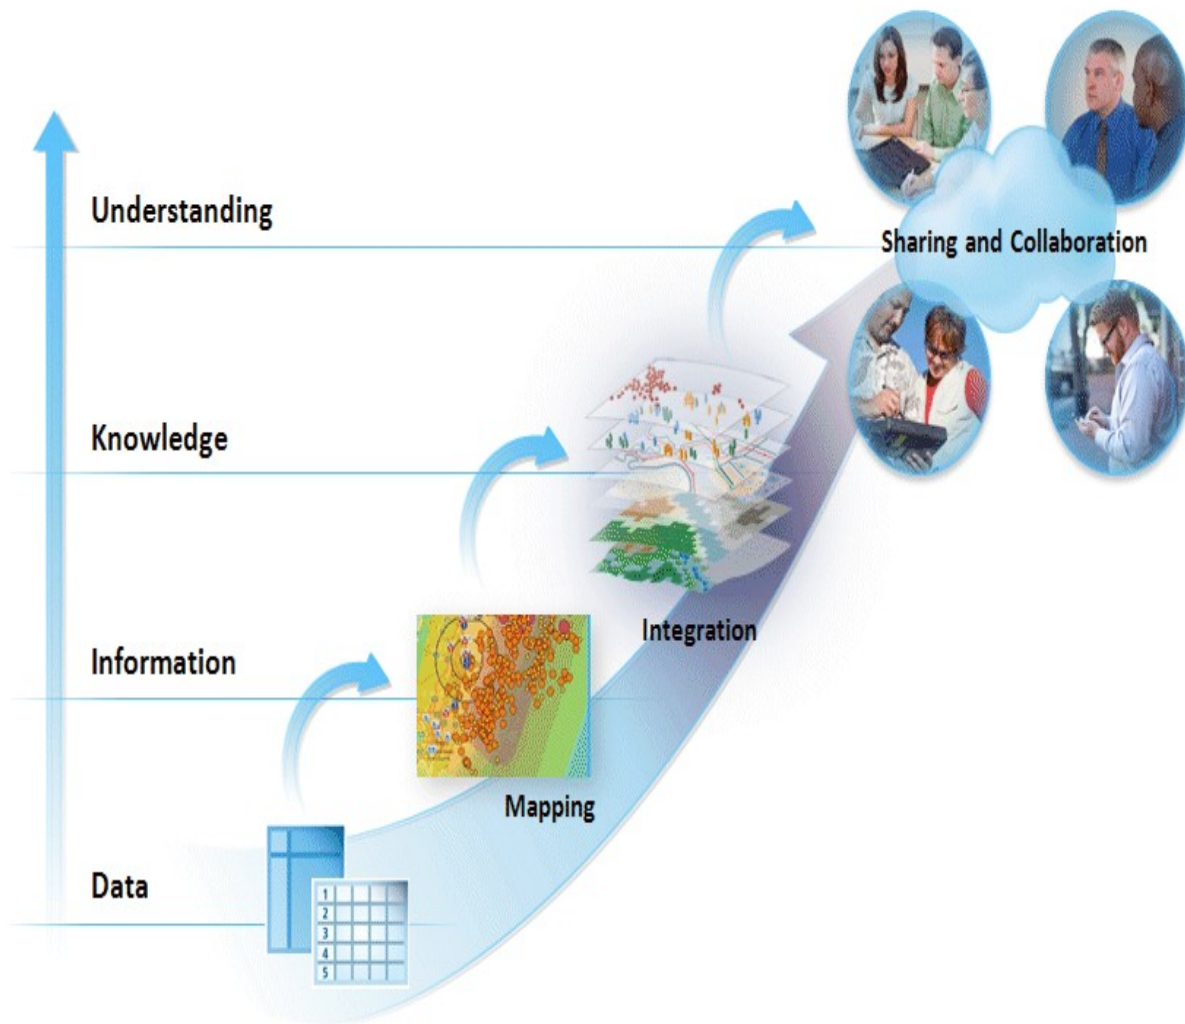 Understanding
Sharing and Collaboration
Knowledge
Integration
Information
Mapping
Data
1
2
3
4
5